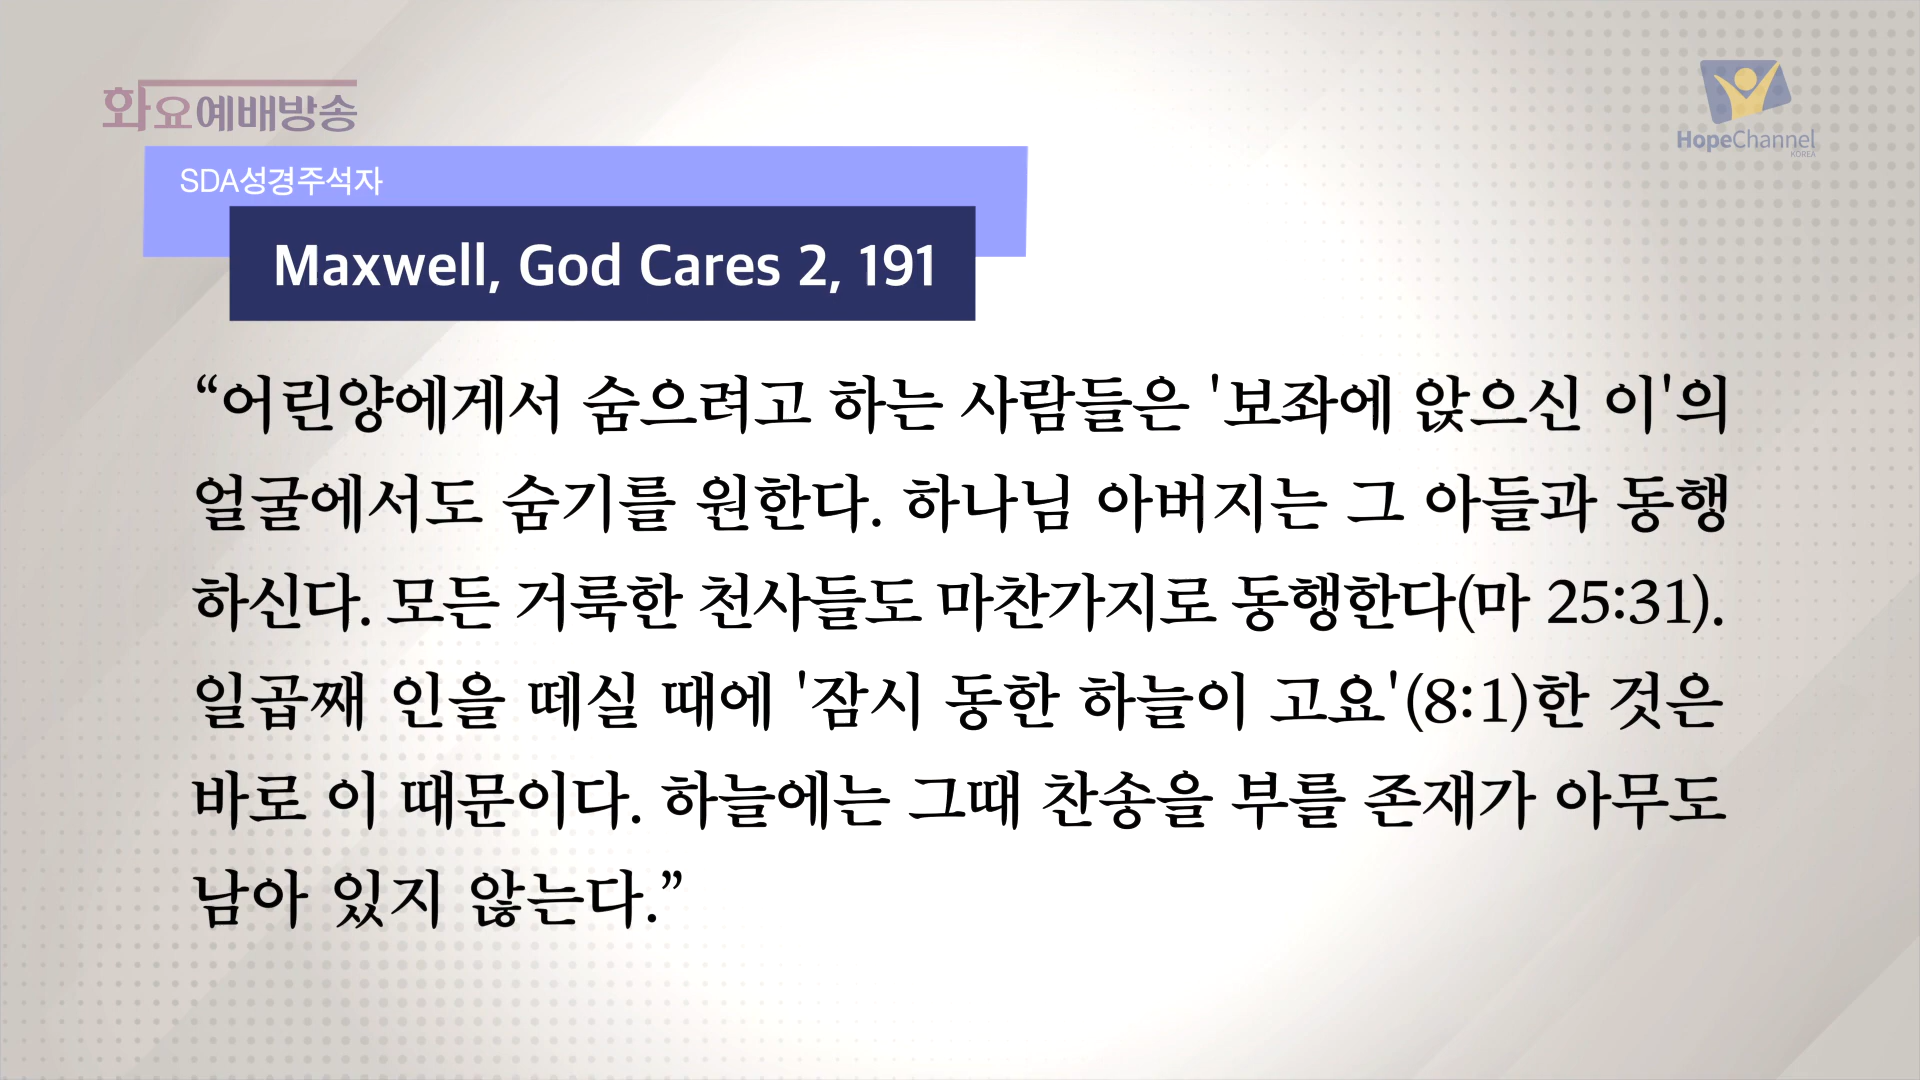 화요예배방송
HopeChannel
KOREA
SDA성경주석자
Maxwell, God Cares 2, 191
“어린양에게서 숨으려고 하는 사람들은 '보좌에 앉으신 이'의
얼굴에서도 숨기를 원한다. 하나님 아버지는 그 아들과 동행
하신다. 모든 거룩한 천사들도 마찬가지로 동행한다(마 25:31).
일곱째 인을 떼실 때에 '잠시 동한 하늘이 고요'(8:1)한 것은
바로 이 때문이다. 하늘에는 그때 찬송을 부를 존재가 아무도
남아 있지 않는다.”